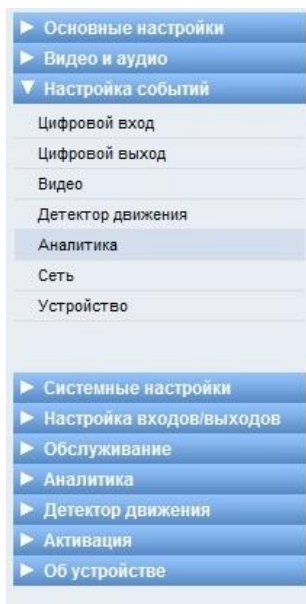 Основные настройки
Видео и аудио
Настройка событий
Цифровой вход
Цифровой выход
Видео
Детектор движения
Аналитика
Сеть
Устройство
Системные настройки
Настройка входов/выходов
Обслуживание
Аналитика
Детектор движения
Активация
Об устройстве